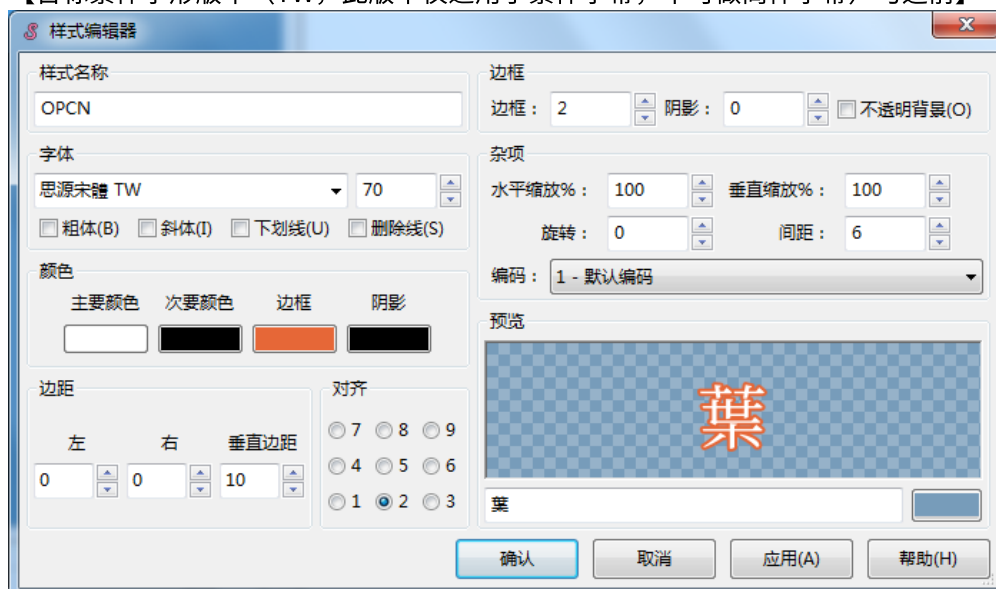 样式编辑器
样式名称
OPCN
字体
思源宋體 TW
70
粗体(B) 斜体(I) 下划线(U) 删除线(S)
颜色
主要颜色 次要颜色 边框 阴影
边距
左 右 垂直边距
0 0 10
对齐
7 8 9
4 5 6
1 2 3
边框
边框： 2 阴影： 0 不透明背景(O)
杂项
水平缩放%： 100 垂直缩放%： 100
旋转： 0 间距： 6
编码： 1 - 默认编码
预览
葉
葉
确认 取消 应用(A) 帮助(H)